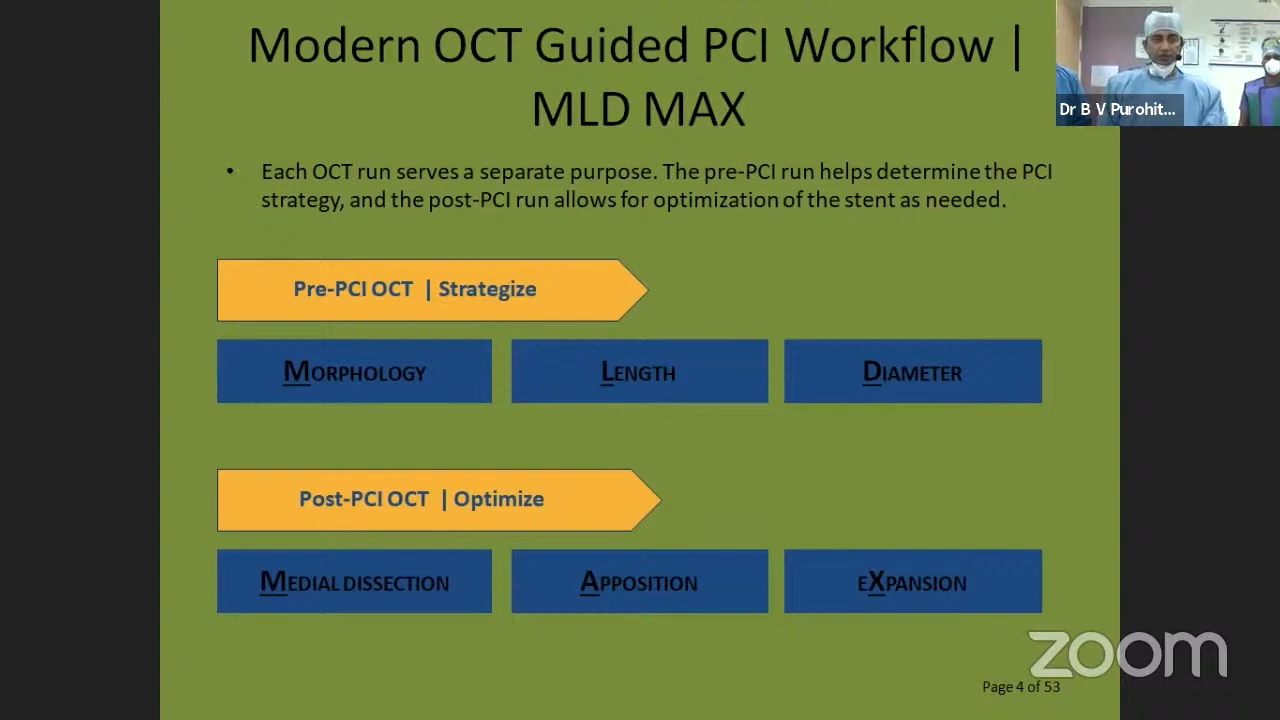 Modern OCT Guided PCI Workflow |
MLD MAX
Dr B V Purohit...
• Each OCT run serves a separate purpose. The pre-PCI run helps determine the PCI
strategy, and the post-PCI run allows for optimization of the stent as needed.
Pre-PCI OCT | Strategize
MORPHOLOGY
LENGTH
DIAMETER
Post-PCI OCT | Optimize
MEDIAL DISSECTION
APPOSITION
EXPANSION
zoom
Page 4 of 53